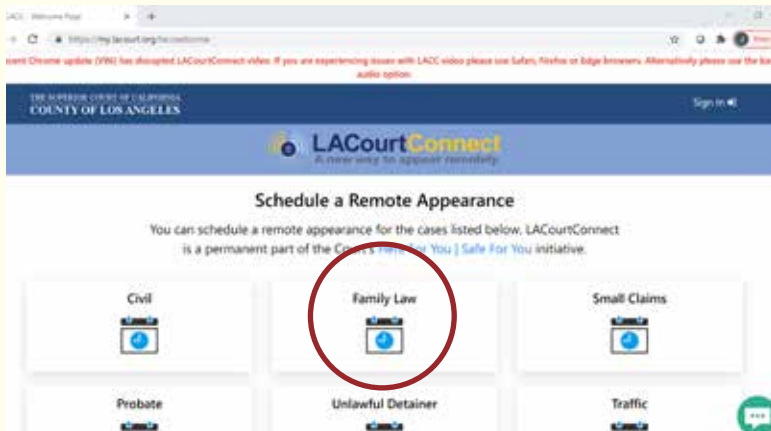 LACC - Welcome Page
https://my.lacourt.org/laccwelcome
ecent Chrome update (V96) has disrupted LACourtConnect video. If you are experiencing issues with LACC video please use Safari, Firefox or Edge browsers. Alternatively please use the ba
audio option.
THE SUPERIOR COURT OF CALIFORNIA
COUNTY OF LOS ANGELES
Sign In
LACourtConnect
A new way to appear remotely.
Schedule a Remote Appearance
You can schedule a remote appearance for the cases listed below. LACourtConnect
is a permanent part of the Court's Here For You | Safe For You initiative.
Civil
Family Law
Small Claims
Probate
Unlawful Detainer
Traffic